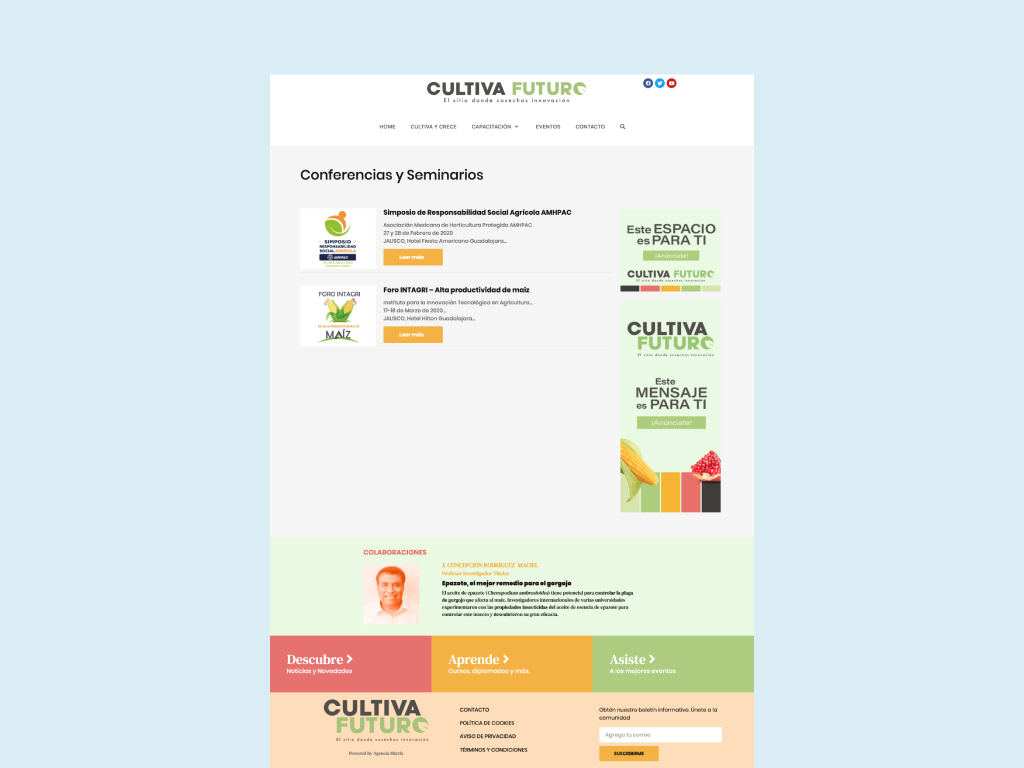 CULTIVA FUTURO
El sitio donde cosechas innovación
HOME CULTIVA Y CRECE CAPACITACIÓN EVENTOS CONTACTO
Conferencias y Seminarios
SIMPOSIO
RESPONSABILIDAD
SOCIAL AGRÍCOLA
AMHPAC
Simposio de Responsabilidad Social Agrícola AMHPAC
Asociación Mexicana de Horticultura Protegida AMHPAC
27 y 28 de Febrero de 2020
JALISCO, Hotel Fiesta Americana Guadalajara...
Leer más
FORO INTAGRI
DE ALTA PRODUCTIVIDAD DE
MAÍZ
Foro INTAGRI – Alta productividad de maíz
Instituto para la Innovación Tecnológica en Agricultura...
17-18 de Marzo de 2020...
JALISCO, Hotel Hilton Guadalajara...
Leer más
Este ESPACIO
es PARA TI
¡Anúnciate!
CULTIVA FUTURO
El sitio donde cosechas innovación
CULTIVA
FUTURO
El sitio donde cosechas innovación
Este
MENSAJE
es PARA TI
¡Anúnciate!
COLABORACIONES
J. CONCEPCIÓN RODRÍGUEZ MACIEL
Profesor Investigador Titular
Epazote, el mejor remedio para el gorgojo
El aceite de epazote (Chenopodium ambrosioides) tiene potencial para controlar la plaga
de gorgojo que afecta al maíz. Investigadores internacionales de varias universidades
experimentaron con las propiedades insecticidas del aceite de esencia de epazote para
controlar este insecto y descubrieron su gran eficacia.
Descubre
Noticias y Novedades
Aprende
Cursos, diplomados y más.
Asiste
A los mejores eventos
CULTIVA
FUTURO
El sitio donde cosechas innovación
Powered by Agencia Miscela
CONTACTO
POLÍTICA DE COOKIES
AVISO DE PRIVACIDAD
TÉRMINOS Y CONDICIONES
Obtén nuestro boletín informativo. Únete a la
comunidad
Agrega tu correo
SUSCRIBIRME